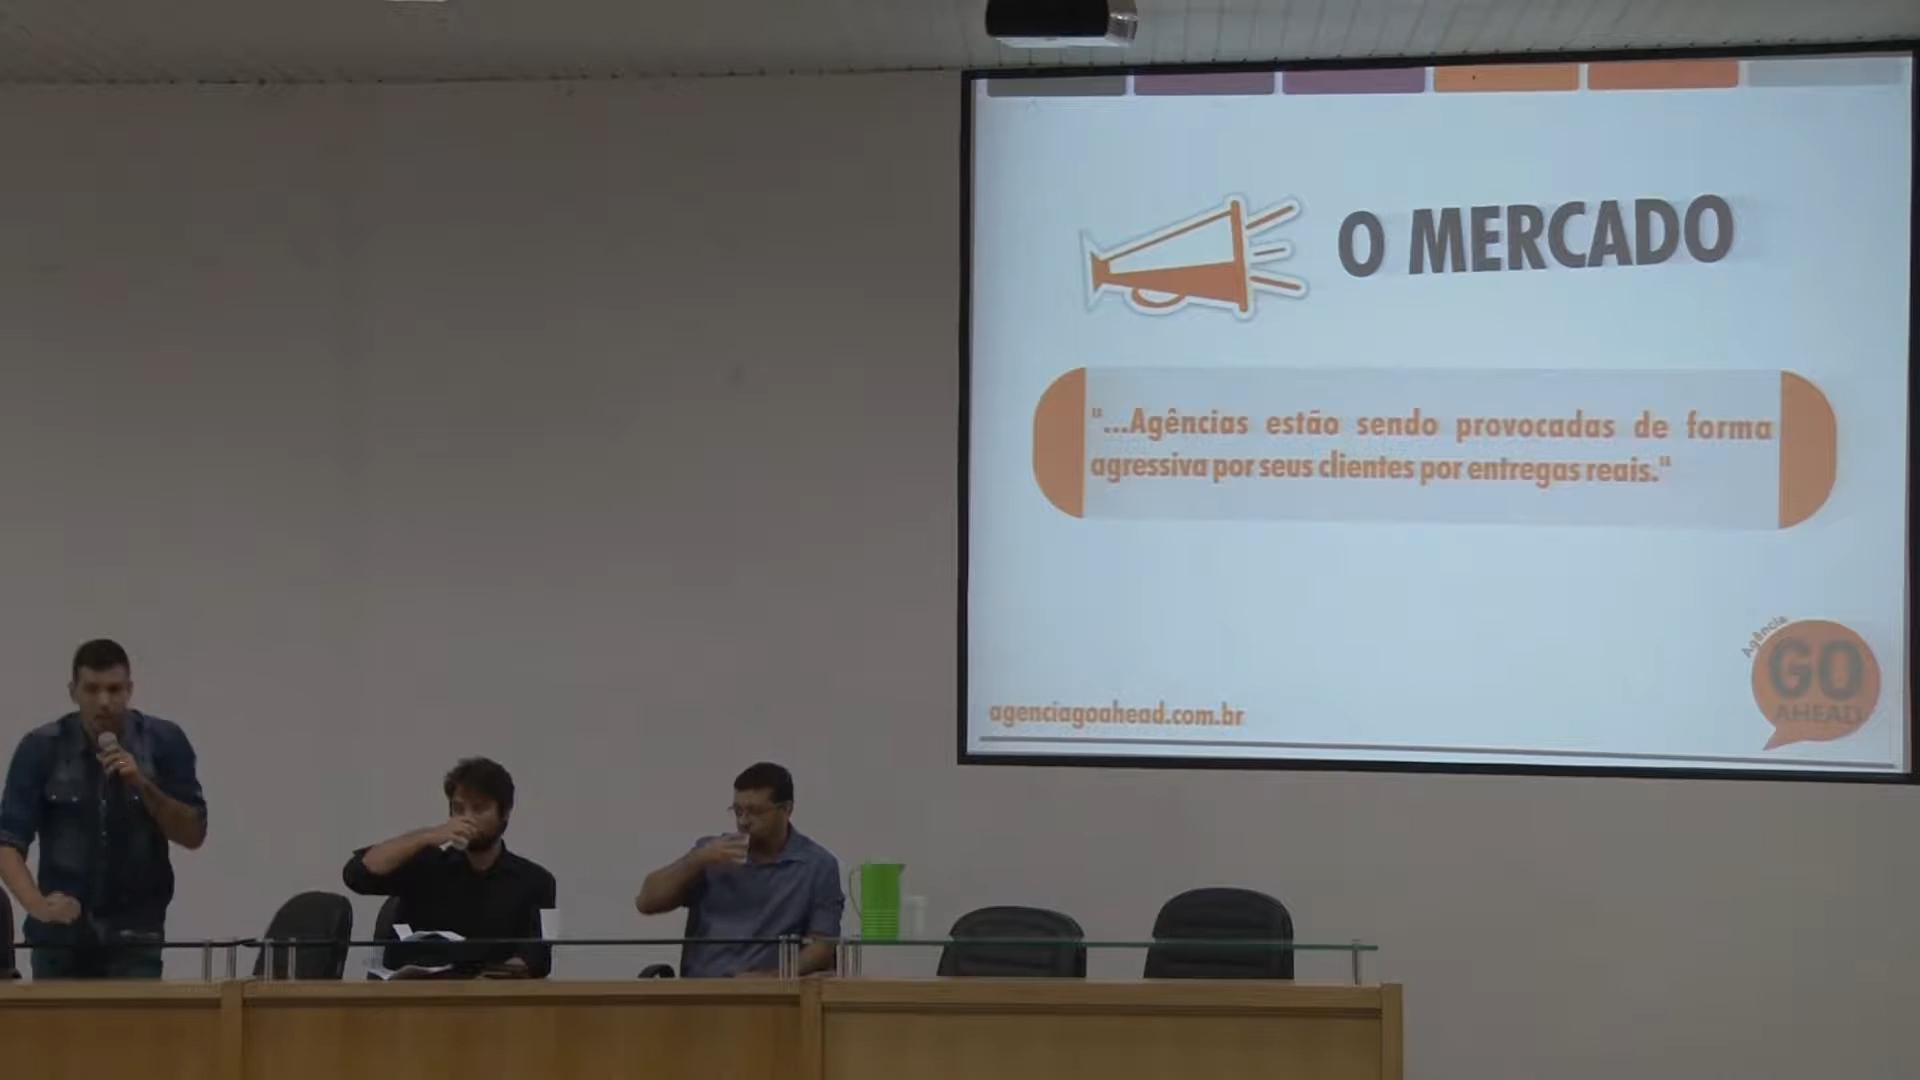 O MERCADO
"...Agências estão sendo provocadas de forma
agressiva por seus clientes por entregas reais."
agenciagoahead.com.br
Agência
GO
AHEAD